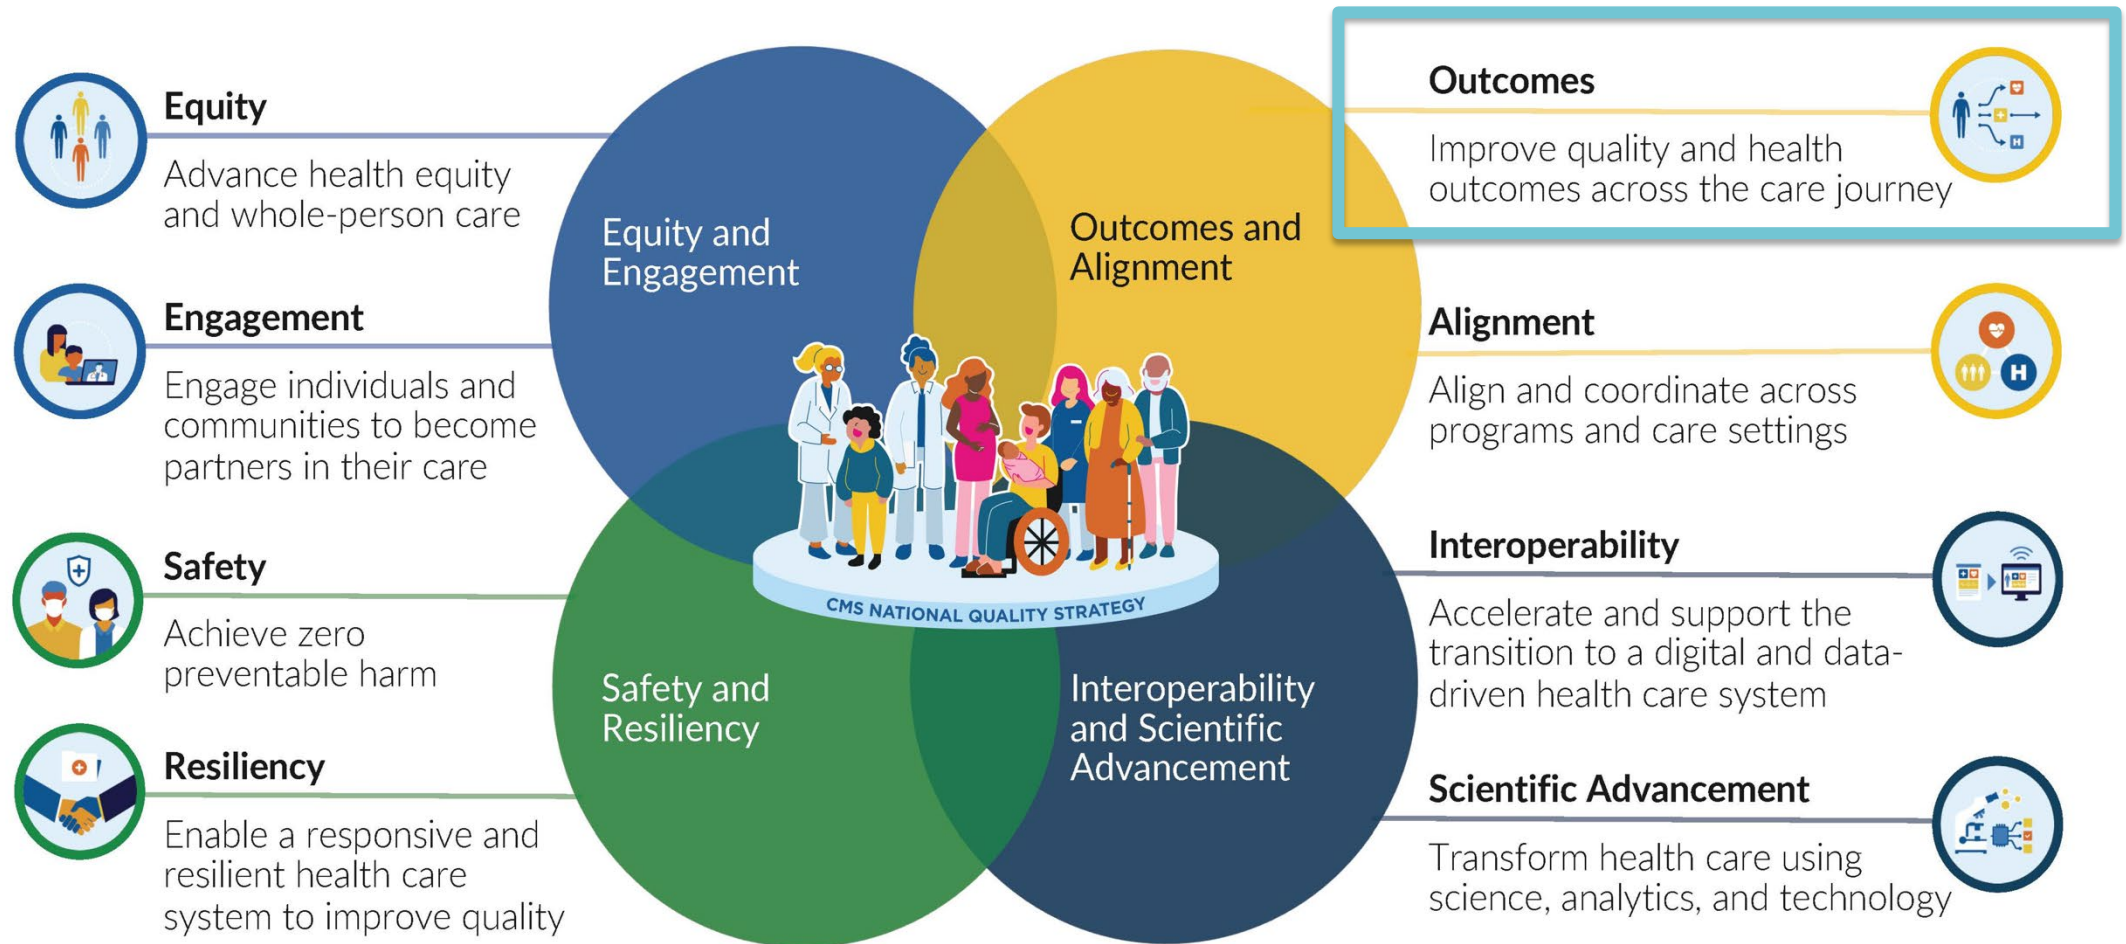 Equity
Advance health equity
and whole-person care
Engagement
Engage individuals and
communities to become
partners in their care
Safety
Achieve zero
preventable harm
Resiliency
Enable a responsive and
resilient health care
system to improve quality
Equity and
Engagement
Outcomes and
Alignment
CMS NATIONAL QUALITY STRATEGY
Safety and
Resiliency
Interoperability
and Scientific
Advancement
Outcomes
Improve quality and health
outcomes across the care journey
Alignment
Align and coordinate across
programs and care settings
H
Interoperability
Accelerate and support the
transition to a digital and data-
driven health care system
Scientific Advancement
Transform health care using
science, analytics, and technology